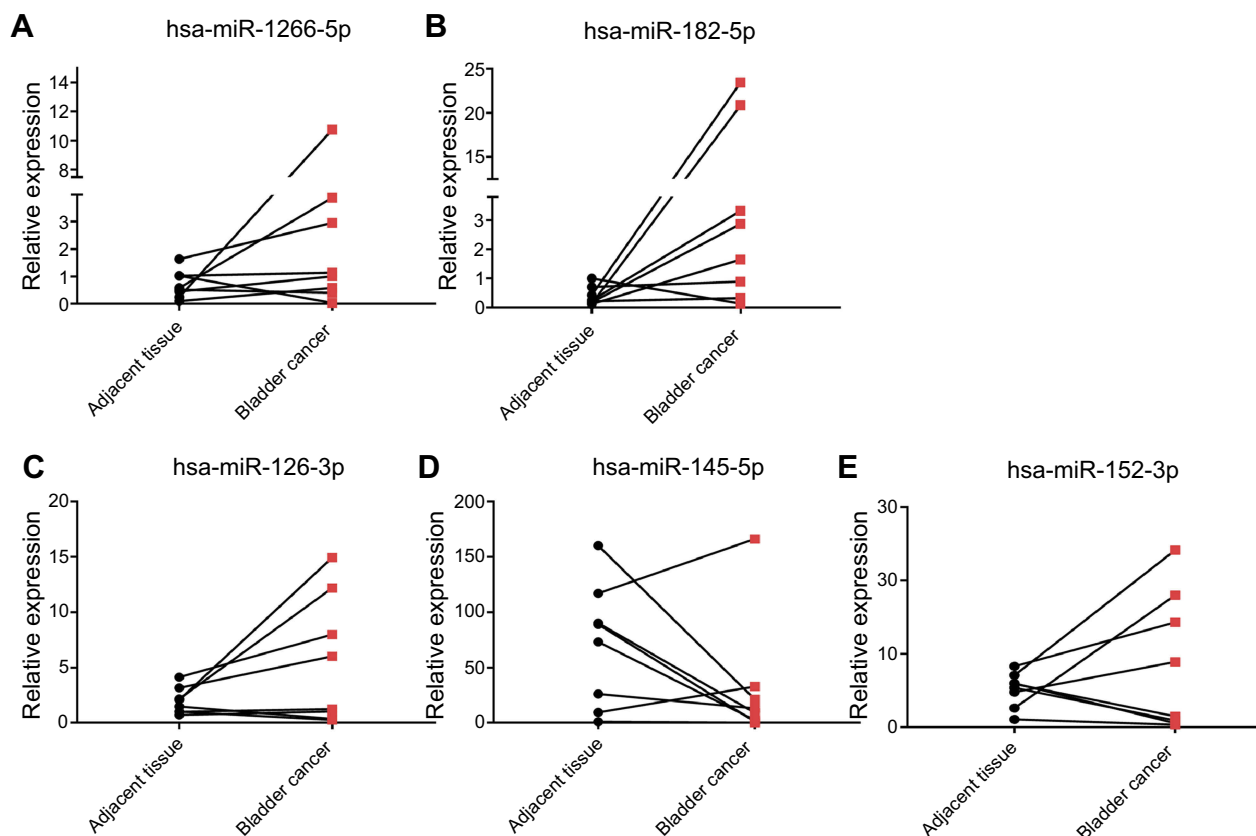 A
hsa-miR-1266-5p
Relative expression
14
12
10
8
3
2
1
0
Adjacent tissue
Bladder cancer
B
hsa-miR-182-5p
Relative expression
25
20
15
3
2
1
0
Adjacent tissue
Bladder cancer
C
hsa-miR-126-3p
Relative expression
20
15
10
5
0
Adjacent tissue
Bladder cancer
D
hsa-miR-145-5p
Relative expression
200
150
100
50
0
Adjacent tissue
Bladder cancer
E
hsa-miR-152-3p
Relative expression
30
30
10
0
Adjacent tissue
Bladder cancer